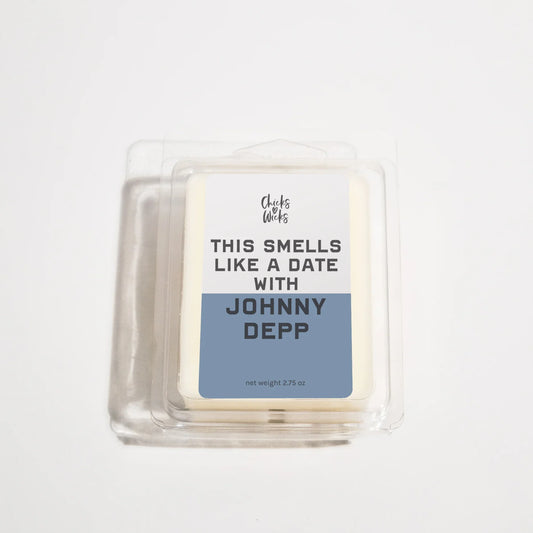 Chicks
Wicks
THIS SMELLS
LIKE A DATE
WITH
JOHNNY
DEPP
net weight 2.75 oz